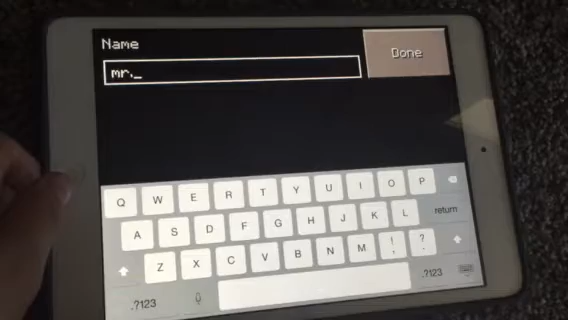 Name
Done
mr._
Q W E R T Y U I O P
A S D F G H J K L return
Z X C V B N M ! , ? .
.?123 .?123